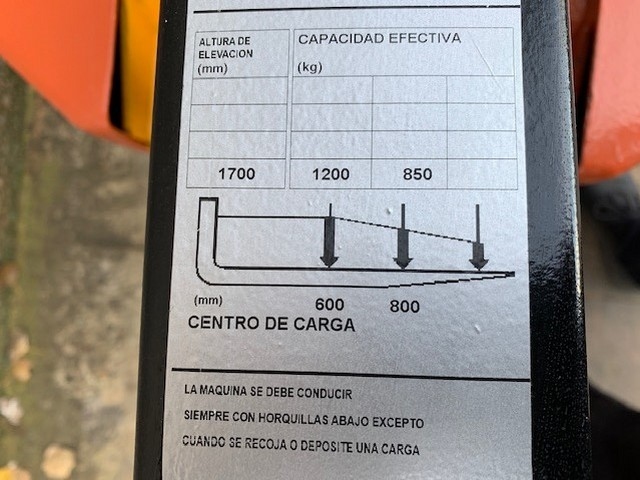 ALTURA DE
ELEVACION
(mm)
CAPACIDAD EFECTIVA
(kg)
1700 1200 850
(mm) 600 800
CENTRO DE CARGA
LA MAQUINA SE DEBE CONDUCIR
SIEMPRE CON HORQUILLAS ABAJO EXCEPTO
CUANDO SE RECOJA O DEPOSITE UNA CARGA